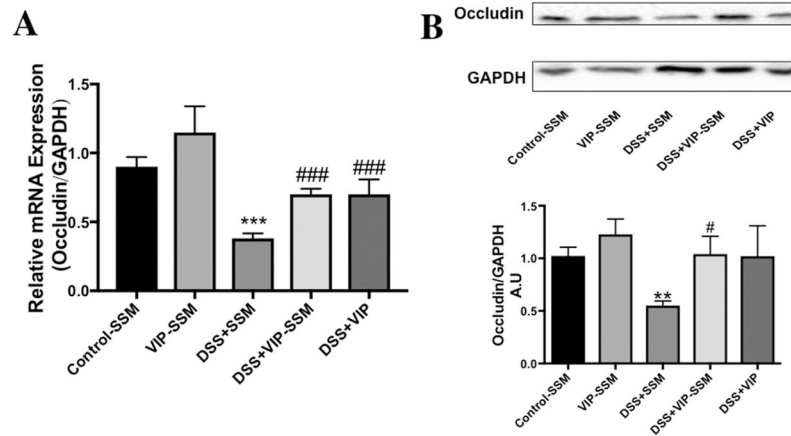 A
Relative mRNA Expression
(Occludin/GAPDH)
1.5
1.0
0.5
0.0
***
###
###
Control-SSM
VIP-SSM
DSS+SSM
DSS+VIP-SSM
DSS+VIP
B
Occludin
GAPDH
Control-SSM
VIP-SSM
DSS+SSM
DSS+VIP-SSM
DSS+VIP
Occludin/GAPDH
A.U
1.5
1.0
0.5
0.0
**
#
Control-SSM
VIP-SSM
DSS+SSM
DSS+VIP-SSM
DSS+VIP